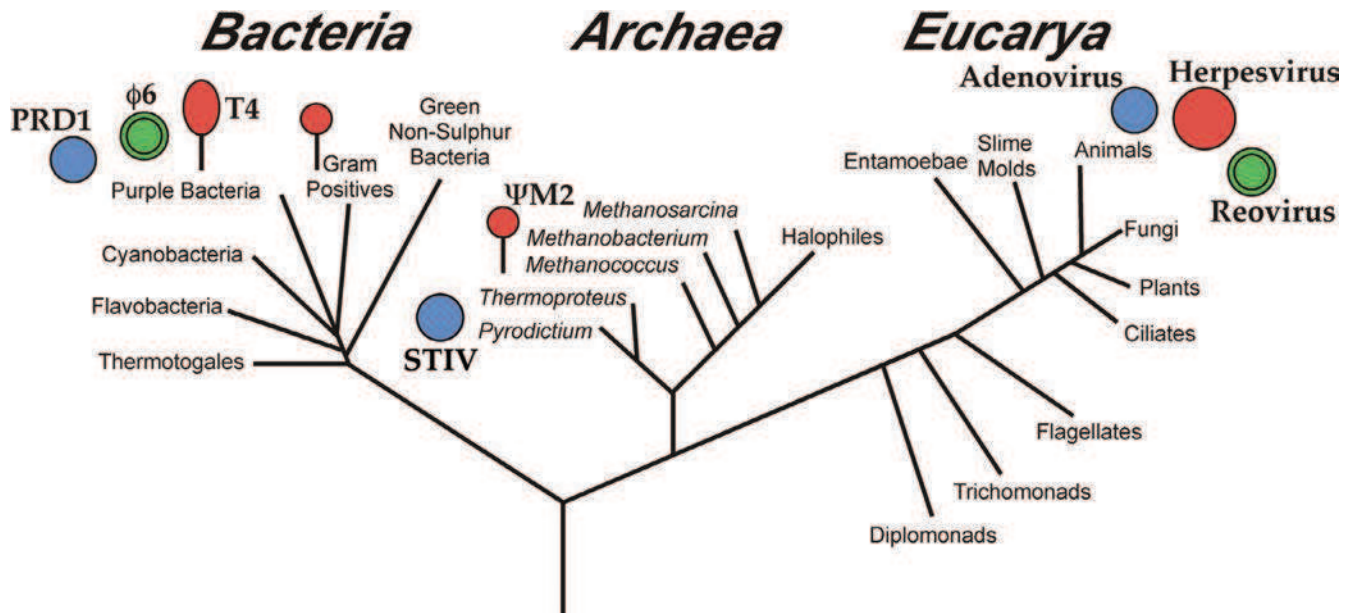 Bacteria
Archaea
Eucarya
PRD1
ϕ6
T4
Green
Non-Sulphur
Bacteria
Gram
Positives
Purple Bacteria
Cyanobacteria
Flavobacteria
Thermotogales
STIV
ΨM2
Methanosarcina
Methanobacterium
Methanococcus
Thermoproteus
Pyrodictium
Halophiles
Adenovirus
Herpesvirus
Reovirus
Entamoebae
Slime
Molds
Animals
Fungi
Plants
Ciliates
Flagellates
Trichomonads
Diplomonads